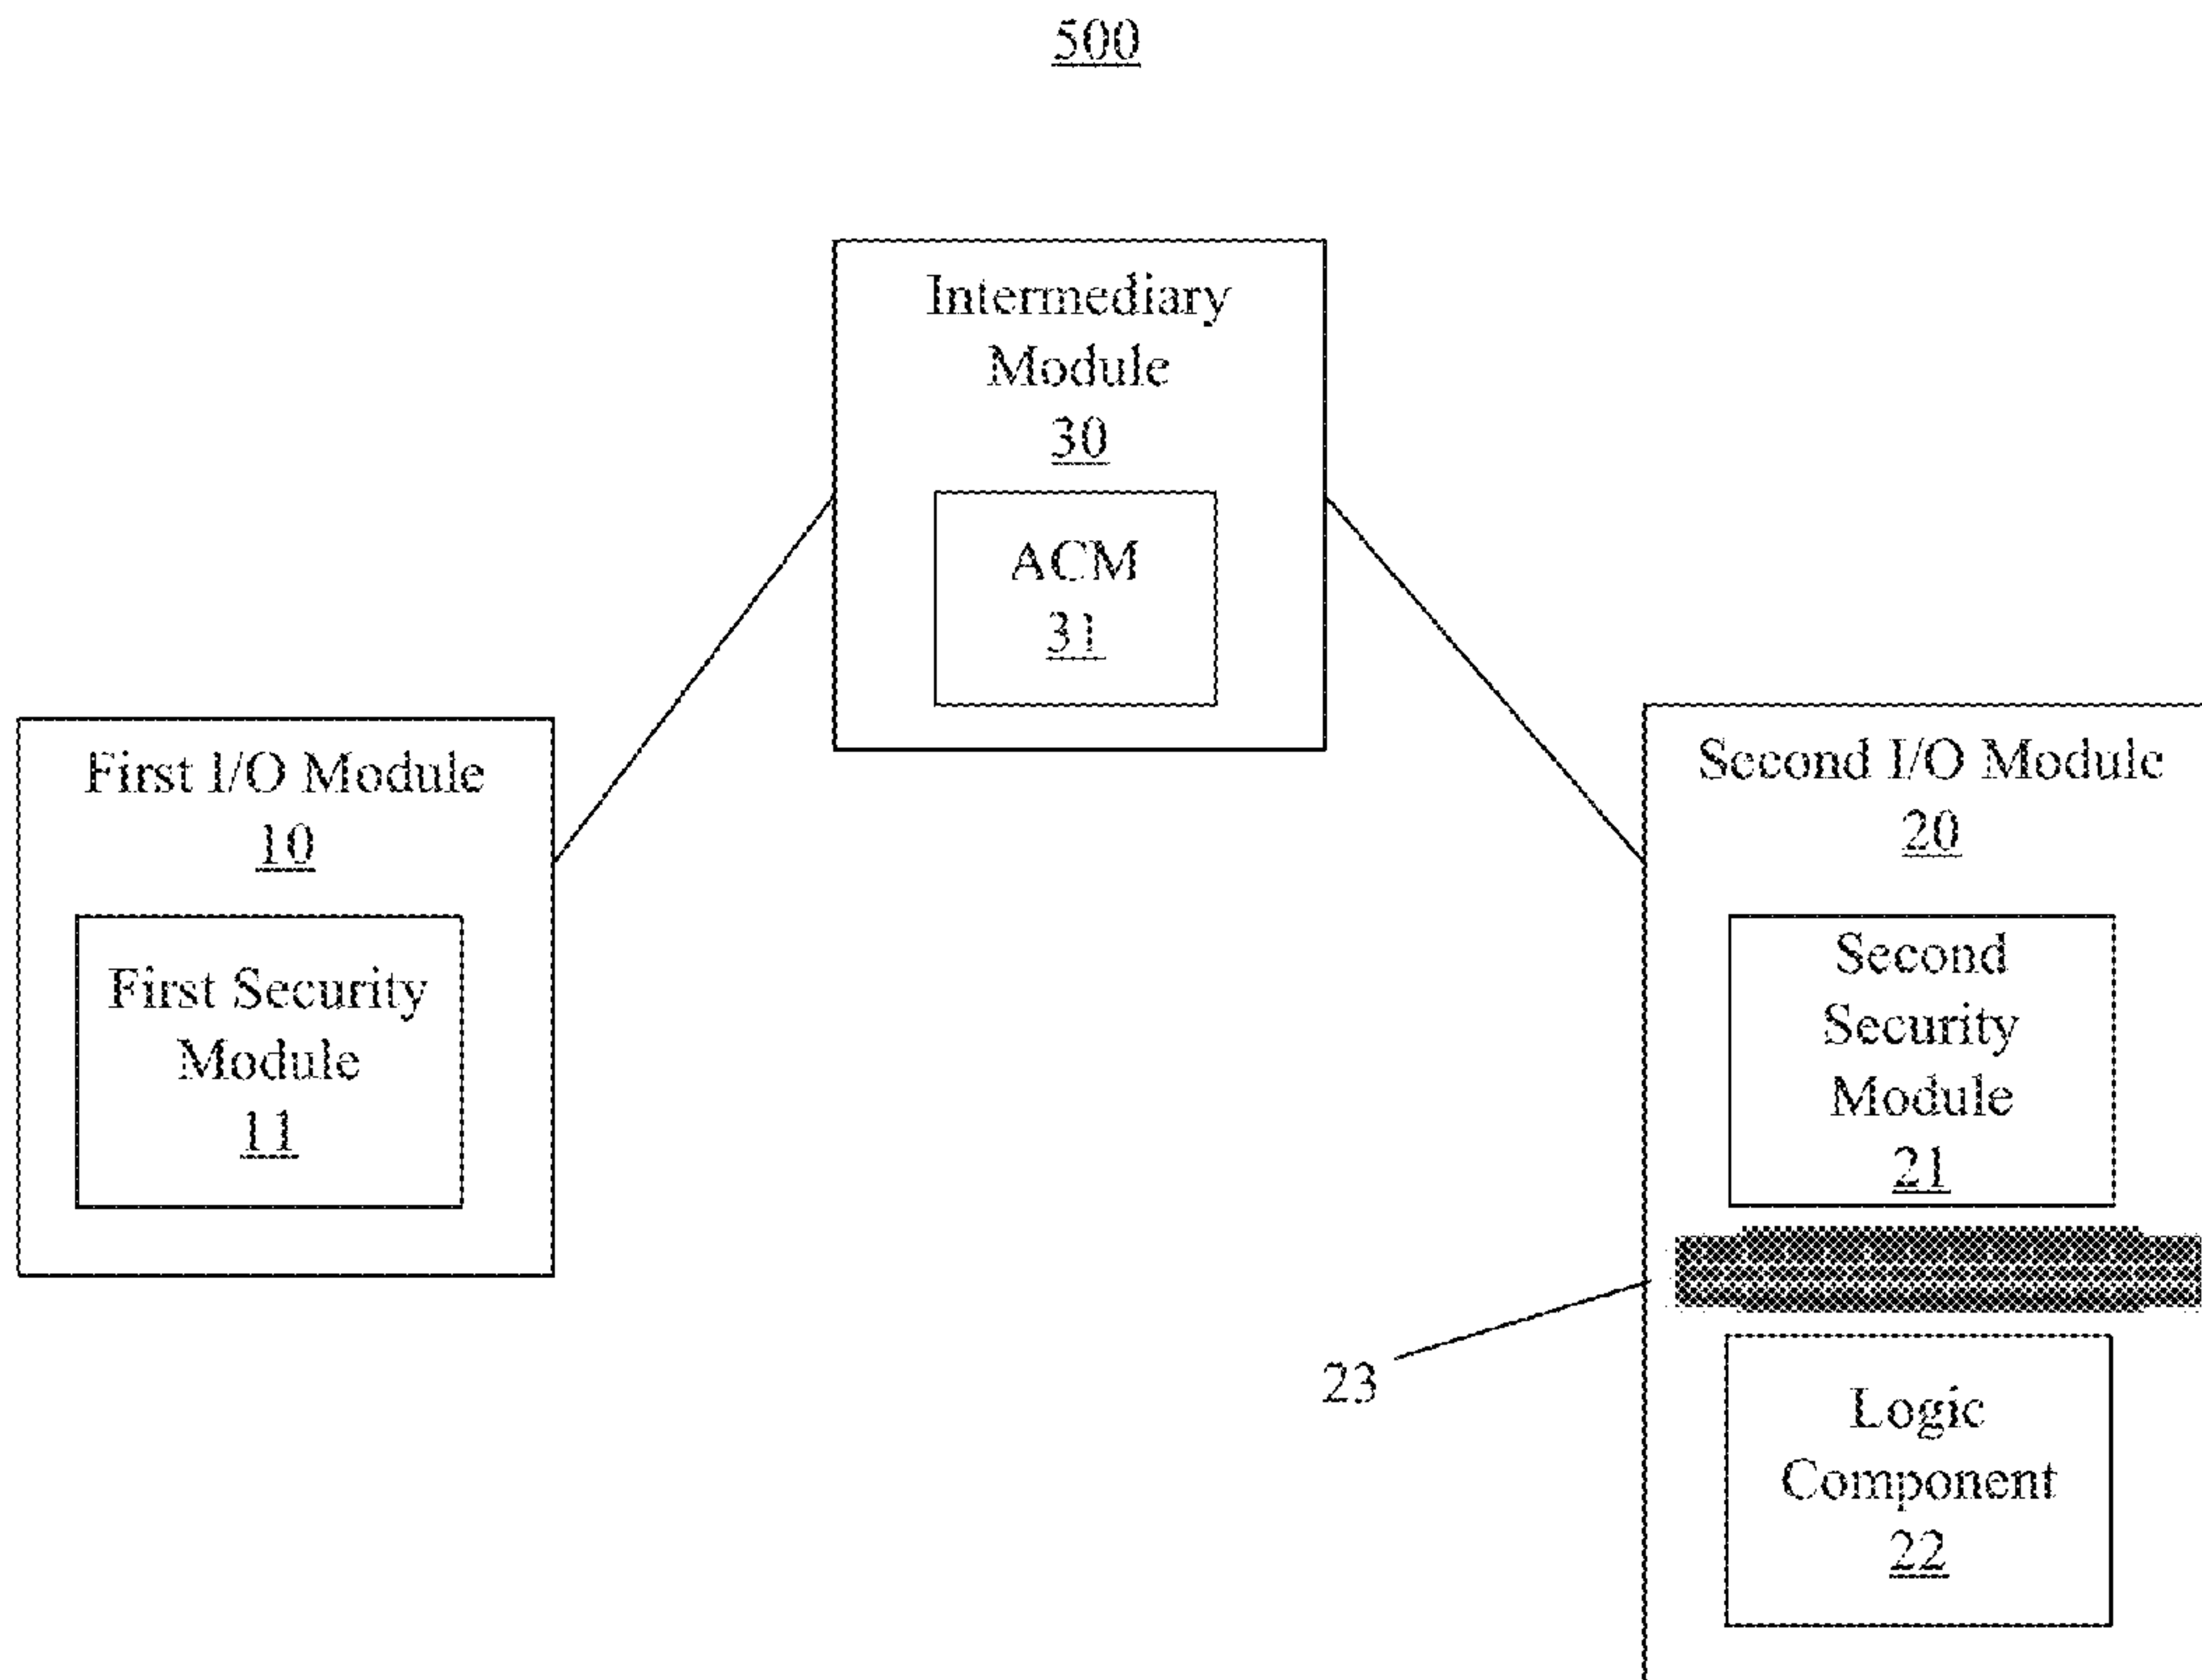 500
Intermediary
Module
30
ACM
31
First I/O Module
10
First Security
Module
11
Second I/O Module
20
Second
Security
Module
21
23
Logic
Component
22